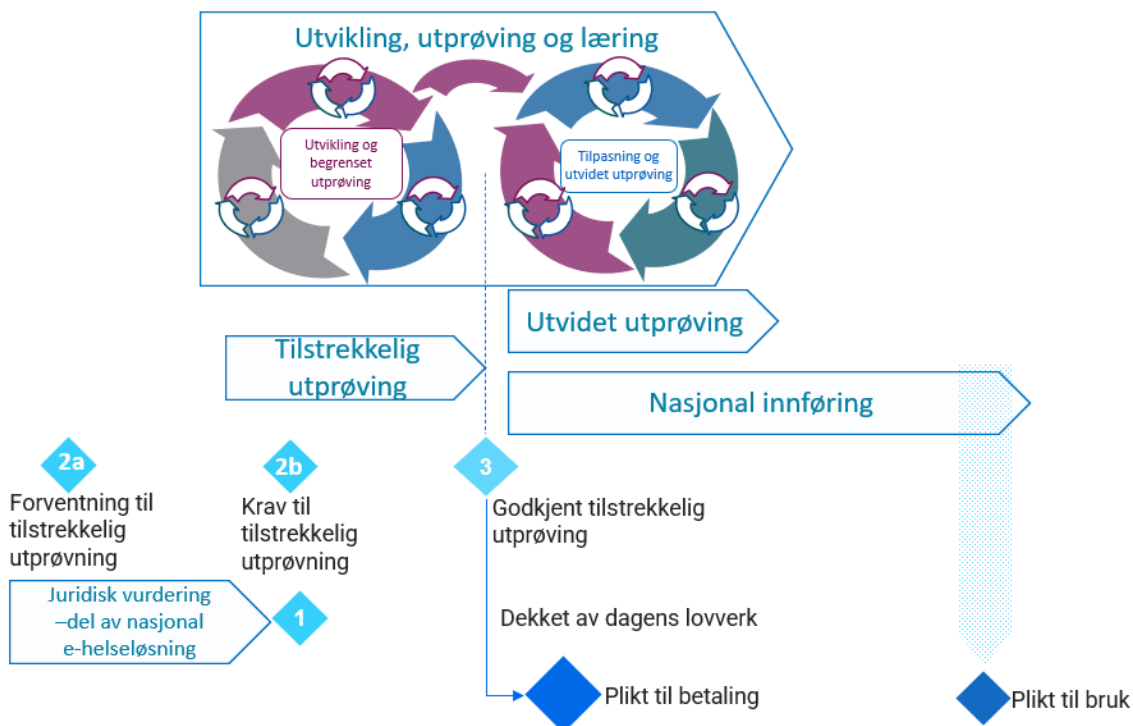 Utvikling, utprøving og læring
Utvikling og
begrenset
utprøving
Tilpasning og
utvidet utprøving
Utvidet utprøving
Tilstrekkelig
utprøving
Nasjonal innføring
2a
Forventning til
tilstrekkelig
utprøvning
2b
Krav til
tilstrekkelig
utprøvning
3
Godkjent tilstrekkelig
utprøving
Juridisk vurdering
–del av nasjonal
e-helseløsning
1
Dekket av dagens lovverk
Plikt til betaling
Plikt til bruk